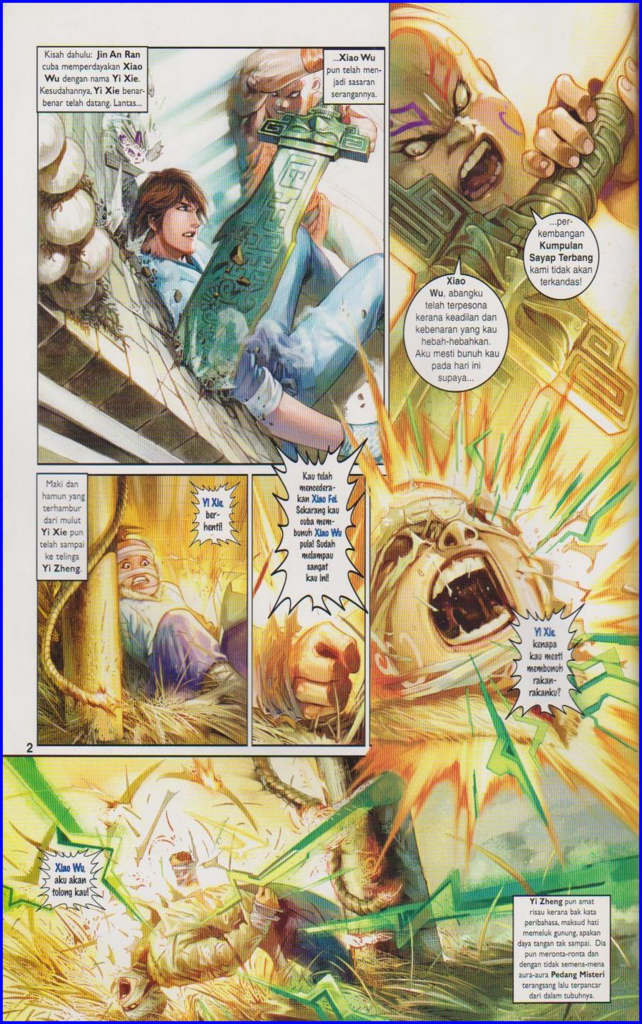 Kisah dahulu: Jin An Ran
cuba memperdayakan Xiao
Wu dengan nama Yi Xie.
Kesudahannya, Yi Xie benar-
benar telah datang. Lantas...
...Xiao Wu
pun telah men-
jadi sasaran
serangannya.
...per-
kembangan
Kumpulan
Sayap Terbang
kami tidak akan
terkandas!
Xiao
Wu, abangku
telah terpesona
kerana keadilan dan
kebenaran yang kau
hebah-hebahkan.
Aku mesti bunuh kau
pada hari ini
supaya...
Maki dan
hamun yang
terhambur
dari mulut
Yi Xie pun
telah sampai
ke telinga
Yi Zheng.
Yi Xie,
ber-
henti!
Kau telah
mencedera-
kan Xiao Fei.
Sekarang kau
cuba mem-
bunuh Xiao Wu
pula! Sudah
melampau
sangat
kau ini!
Yi Xie,
kenapa
kau mesti
membunuh
rakan-
rakanku?
2
Xiao Wu,
aku akan
tolong kau!
Yi Zheng pun amat
risau kerana bak kata
peribahasa, maksud hati
memeluk gunung, apakan
daya tangan tak sampai. Dia
pun meronta-ronta dan
dengan tidak semena-mena
aura-aura Pedang Misteri
terangsang lalu terpancar
dari dalam tubuhnya.